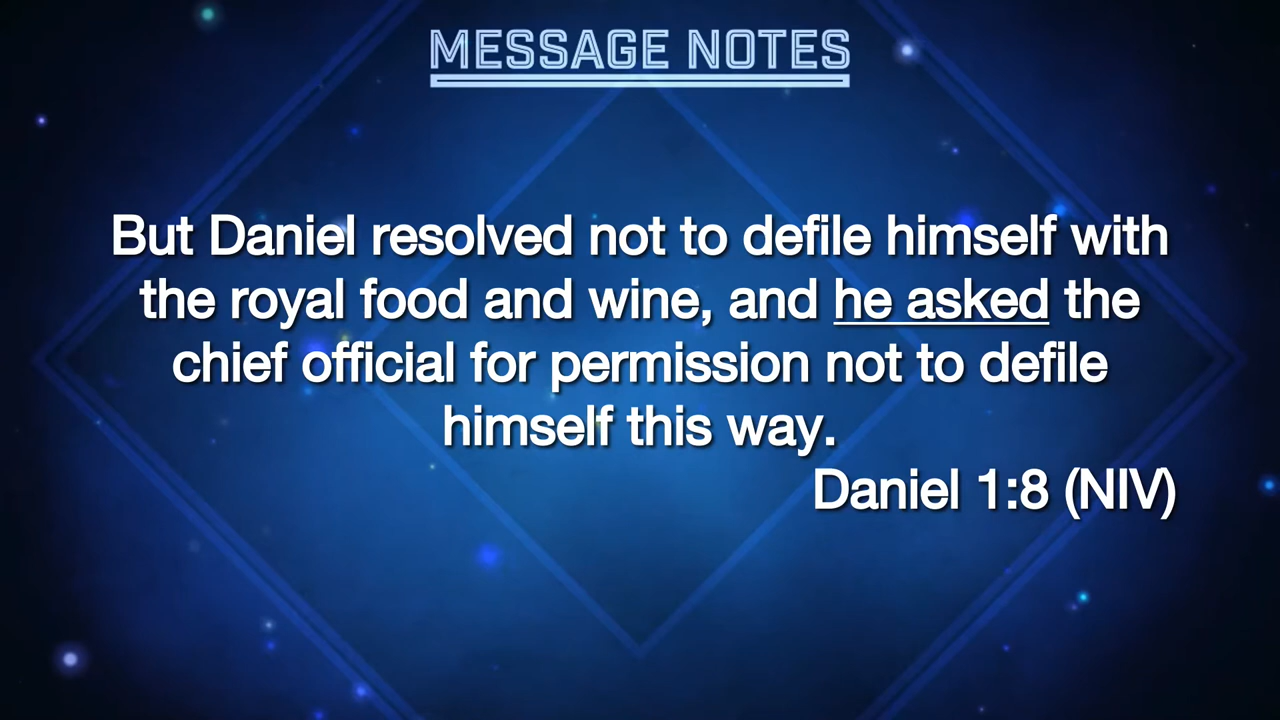 MESSAGE NOTES
But Daniel resolved not to defile himself with
the royal food and wine, and he asked the
chief official for permission not to defile
himself this way.
Daniel 1:8 (NIV)